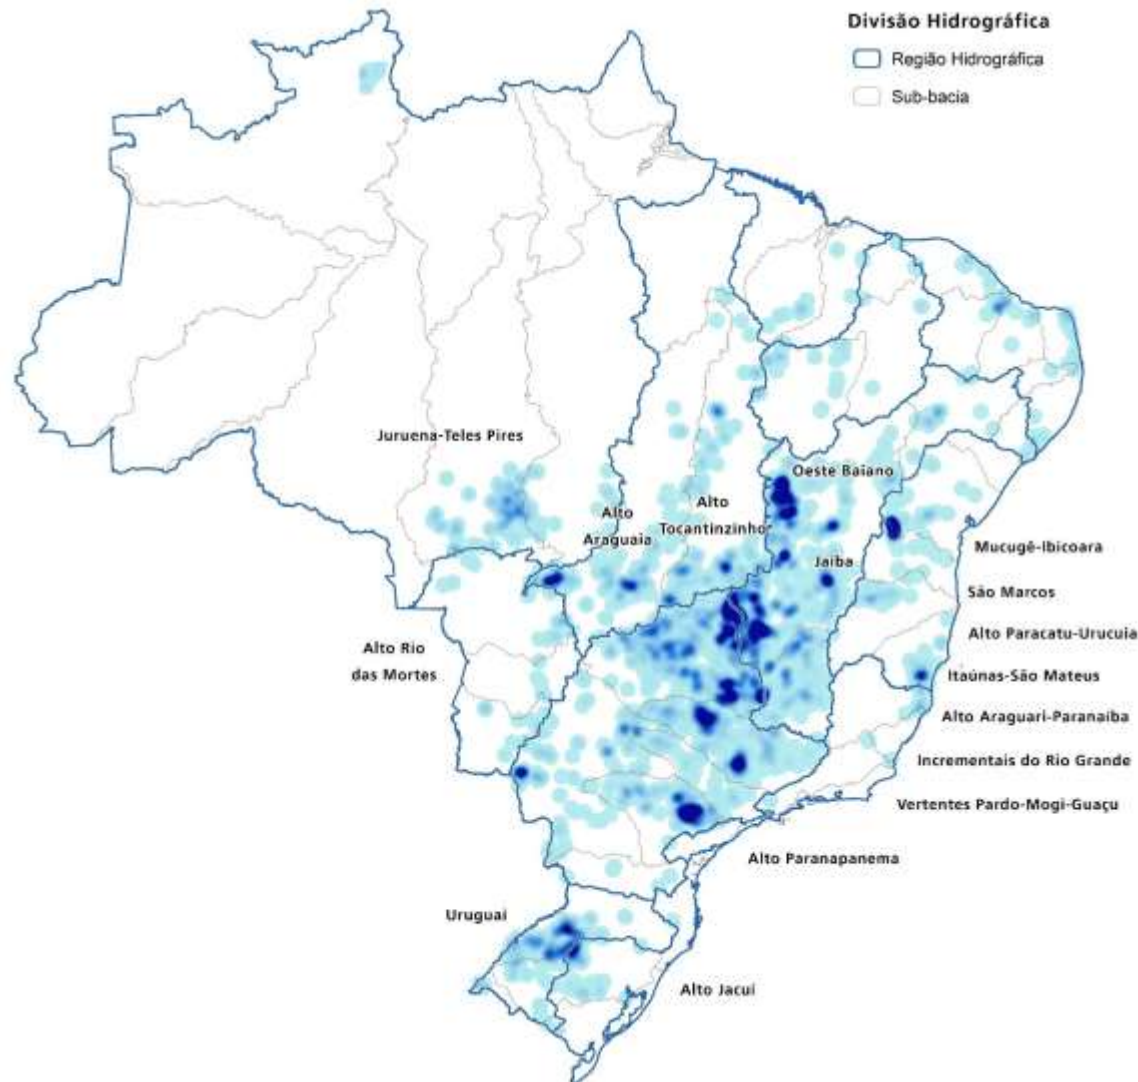 Divisão Hidrográfica
Região Hidrográfica
Sub-bacia
Juruena-Teles Pires
Oeste Baiano
Alto
Araguaia
Alto
Tocantinzinho
Mucugê-Ibicoara
Jaíba
São Marcos
Alto Paracatu-Urucuia
Alto Rio
das Mortes
Itaúnas-São Mateus
Alto Araguari-Paranaíba
Incrementais do Rio Grande
Vertentes Pardo-Mogi-Guaçu
Alto Paranapanema
Uruguai
Alto Jacuí